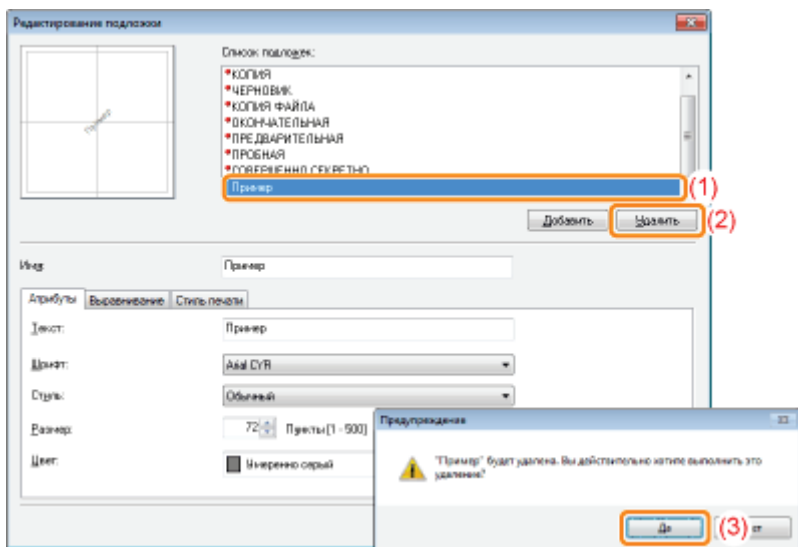 Редактирование подложки
Пример
Список подложек:
*КОПИЯ
*ЧЕРНОВИК
*КОПИЯ ФАЙЛА
*ОКОНЧАТЕЛЬНАЯ
*ПРЕДВАРИТЕЛЬНАЯ
*ПРОБНАЯ
*СОВЕРШЕННО СЕКРЕТНО
Пример (1)
Добавить Удалить (2)
Имя: Пример
Атрибуты Выравнивание Стиль печати
Текст: Пример
Шрифт: Arial CYR
Стиль: Обычный
Размер: 72 Пункты [1 - 500]
Цвет: Умеренно серый
Предупреждение
"Пример" будет удалена. Вы действительно хотите выполнить это
удаление?
Да (3)